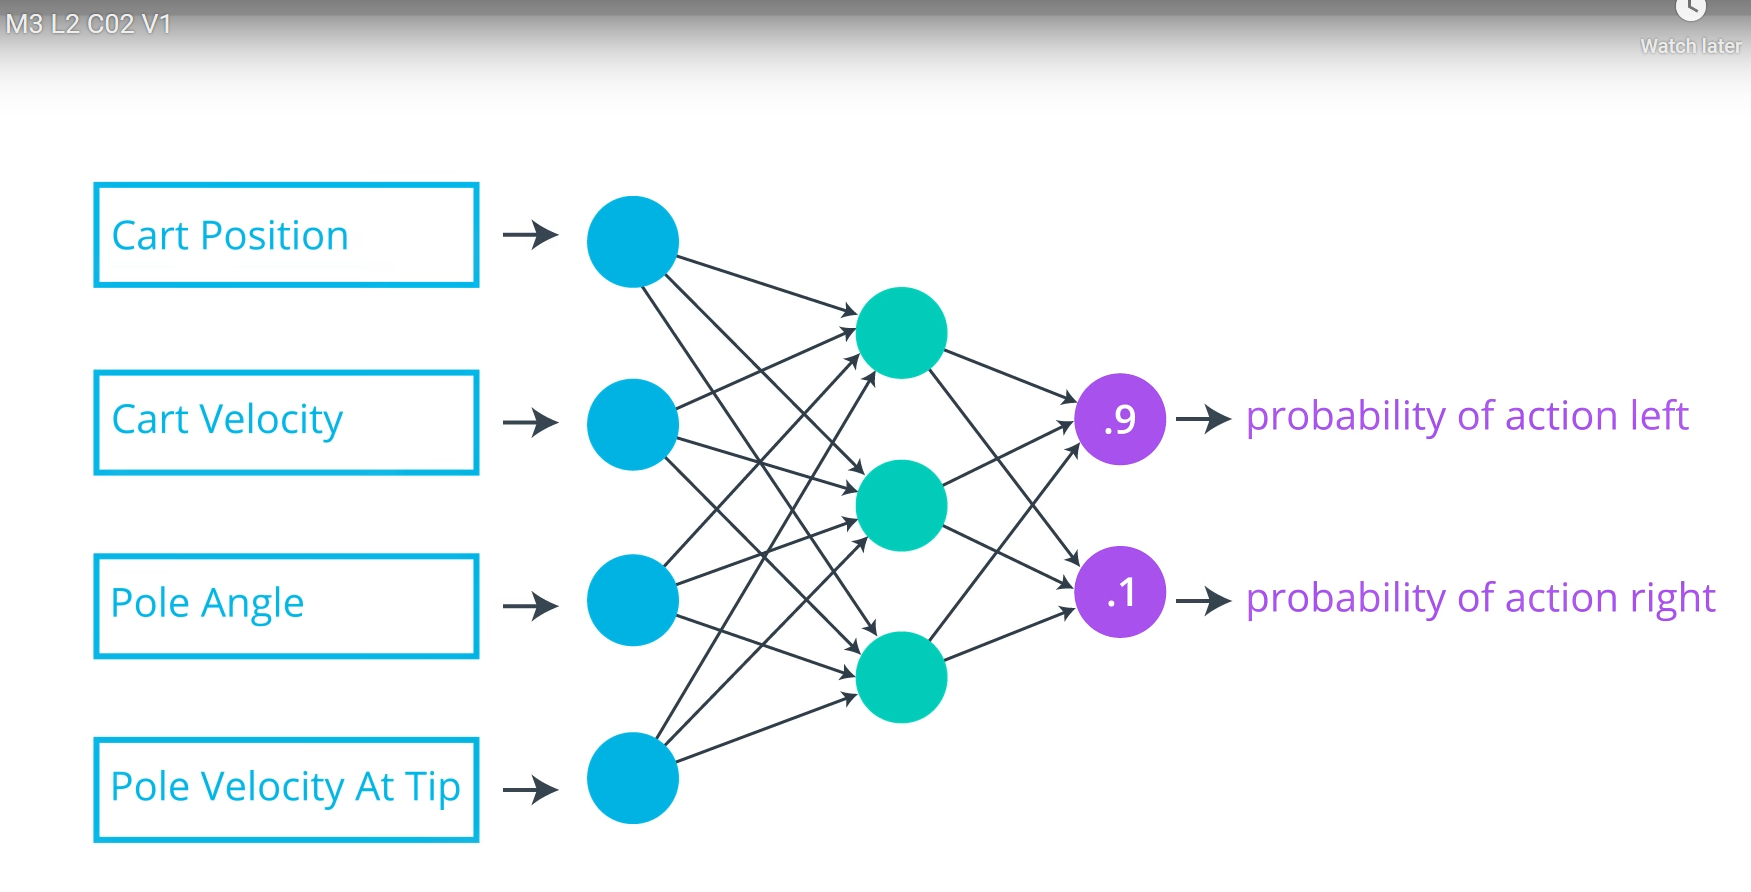 M3 L2 C02 V1
Watch later
Cart Position
Cart Velocity
Pole Angle
Pole Velocity At Tip
.9
probability of action left
.1
probability of action right